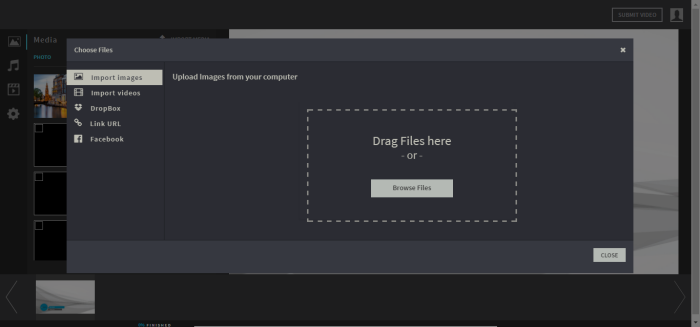 SUBMIT VIDEO
Media
PHOTO
Choose Files
Import images
Import videos
DropBox
Link URL
Facebook
Upload Images from your computer
Drag Files here
- or -
Browse Files
CLOSE
FINISHED